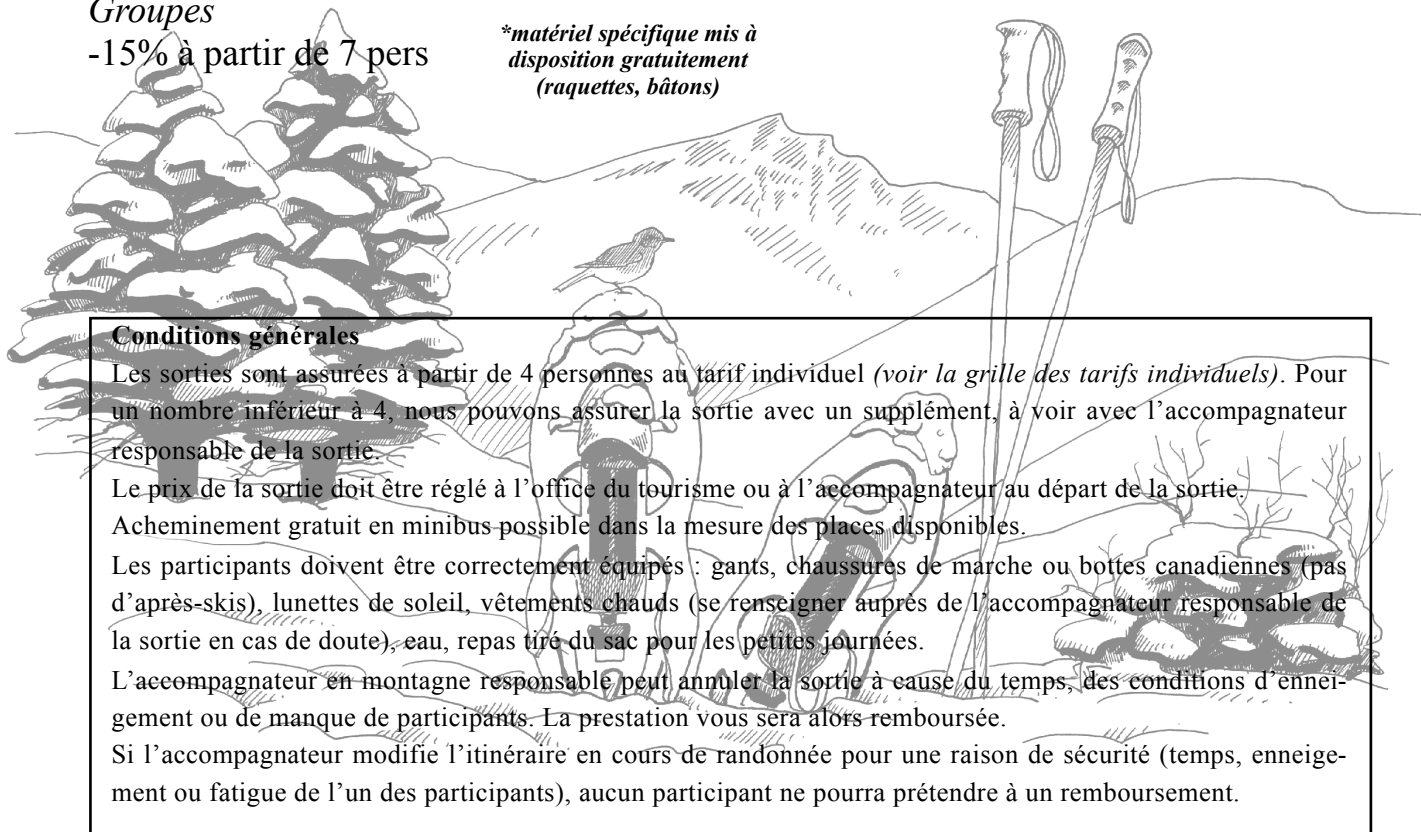 Groupes
-15% à partir de 7 pers
*matériel spécifique mis à
disposition gratuitement
(raquettes, bâtons)
Conditions générales
Les sorties sont assurées à partir de 4 personnes au tarif individuel (voir la grille des tarifs individuels). Pour
un nombre inférieur à 4, nous pouvons assurer la sortie avec un supplément, à voir avec l’accompagnateur
responsable de la sortie.
Le prix de la sortie doit être réglé à l’office du tourisme ou à l’accompagnateur au départ de la sortie.
Acheminement gratuit en minibus possible dans la mesure des places disponibles.
Les participants doivent être correctement équipés : gants, chaussures de marche ou bottes canadiennes (pas
d’après-skis), lunettes de soleil, vêtements chauds (se renseigner auprès de l’accompagnateur responsable de
la sortie en cas de doute), eau, repas tiré du sac pour les petites journées.
L’accompagnateur en montagne responsable peut annuler la sortie à cause du temps, des conditions d’ennei-
gement ou de manque de participants. La prestation vous sera alors remboursée.
Si l’accompagnateur modifie l’itinéraire en cours de randonnée pour une raison de sécurité (temps, enneige-
ment ou fatigue de l’un des participants), aucun participant ne pourra prétendre à un remboursement.